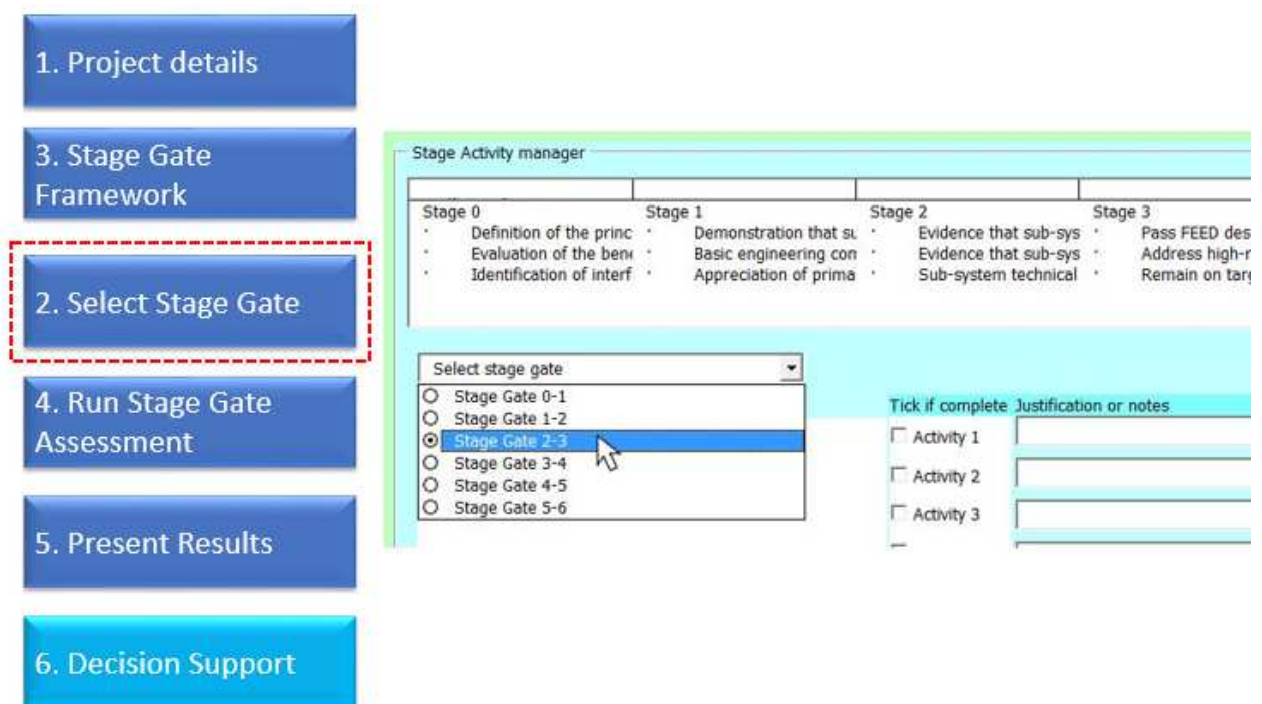 1. Project details
3. Stage Gate
Framework
2. Select Stage Gate
4. Run Stage Gate
Assessment
5. Present Results
6. Decision Support
Stage Activity manager
Stage 0 Stage 1 Stage 2 Stage 3
· Definition of the princ · Demonstration that su · Evidence that sub-sys · Pass FEED des
· Evaluation of the bene · Basic engineering con · Evidence that sub-sys · Address high-r
· Identification of interf · Appreciation of prima · Sub-system technical · Remain on targ
Select stage gate
Stage Gate 0-1
Stage Gate 1-2
Stage Gate 2-3
Stage Gate 3-4
Stage Gate 4-5
Stage Gate 5-6
Tick if complete Justification or notes
Activity 1
Activity 2
Activity 3